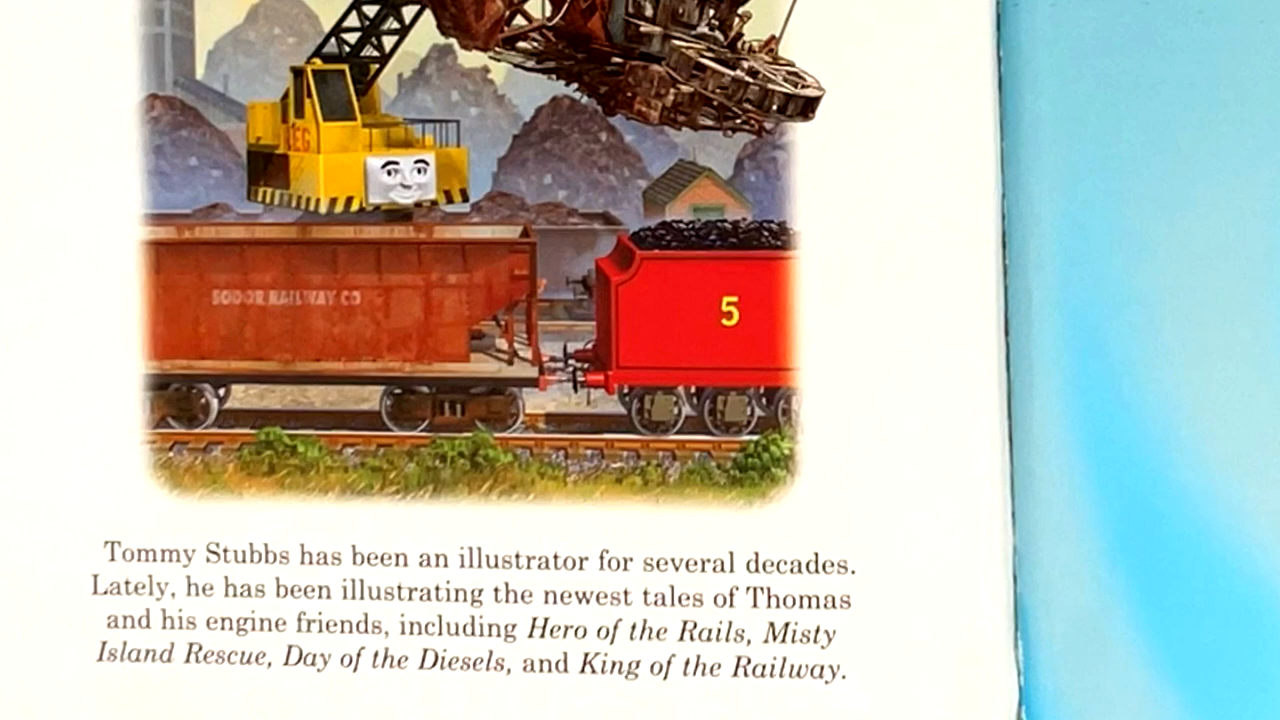 SODOR RAILWAY CO
5
Tommy Stubbs has been an illustrator for several decades.
Lately, he has been illustrating the newest tales of Thomas
and his engine friends, including Hero of the Rails, Misty
Island Rescue, Day of the Diesels, and King of the Railway.